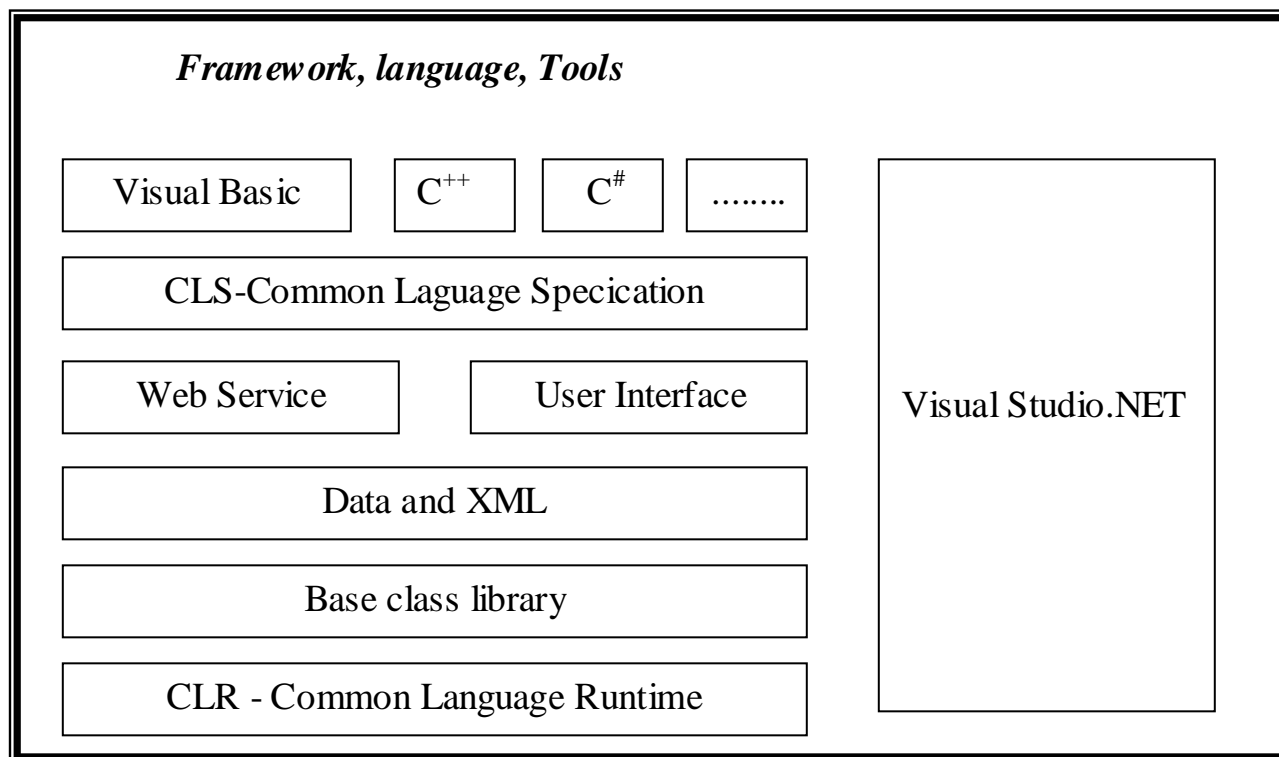 Framework, language, Tools
Visual Basic
C++
C#
........
CLS-Common Laguage Specication
Web Service
User Interface
Data and XML
Base class library
CLR - Common Language Runtime
Visual Studio.NET